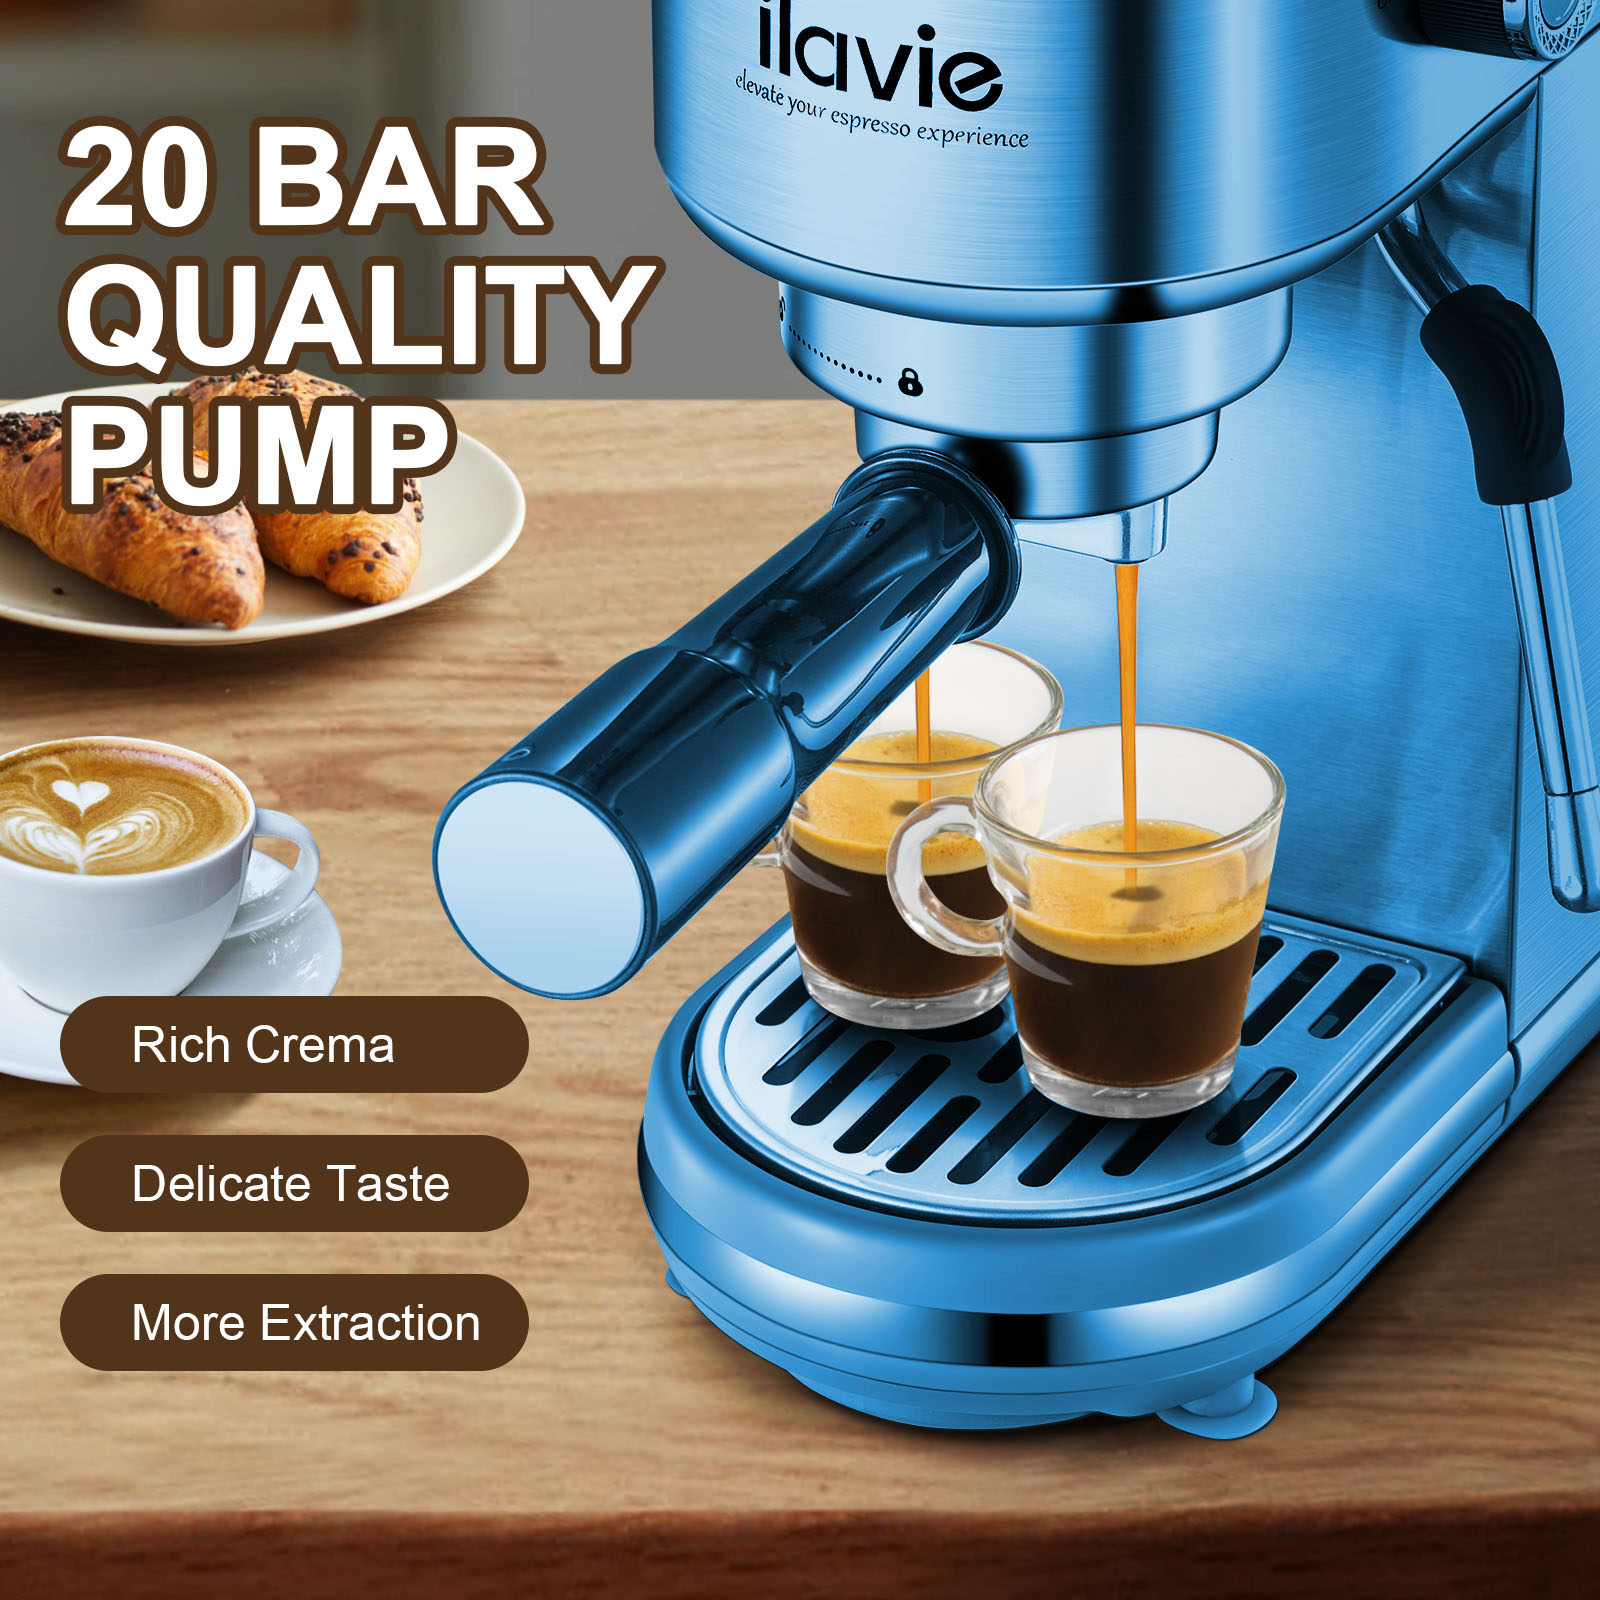 ilavie
elevate your espresso experience
20 BAR
QUALITY
PUMP
Rich Crema
Delicate Taste
More Extraction